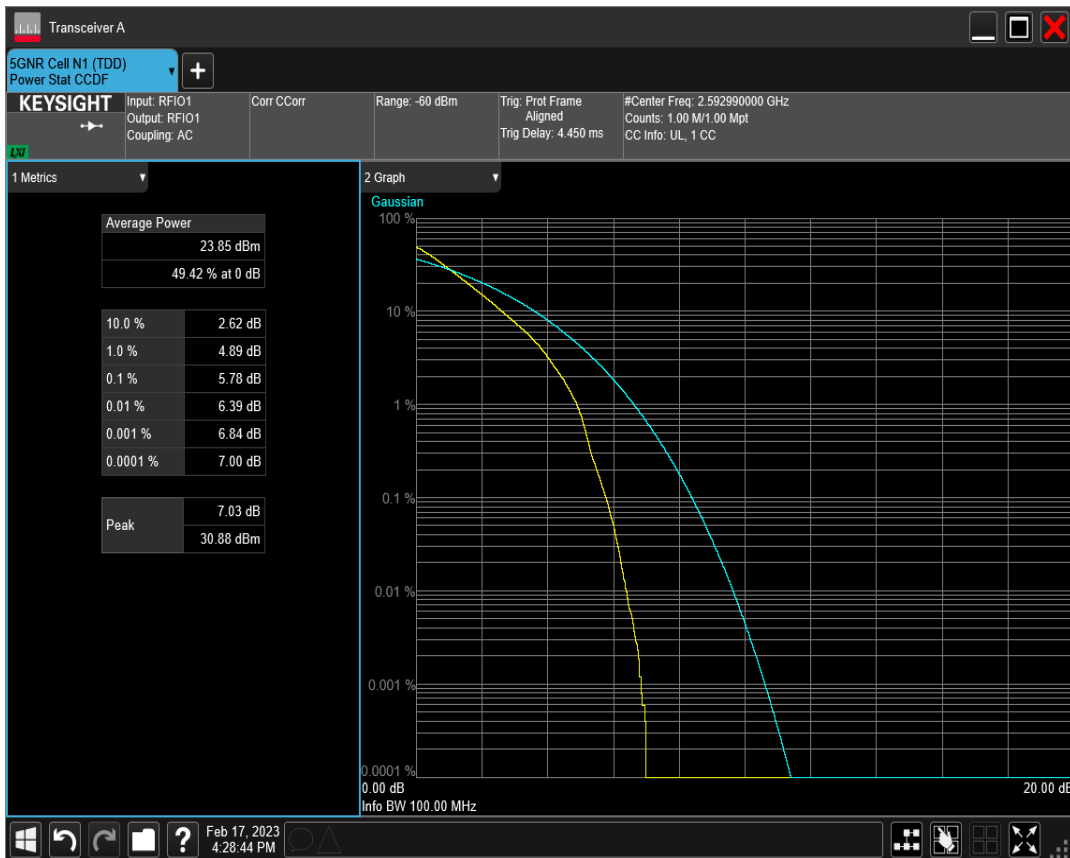 Transceiver A
5GNR Cell N1 (TDD)
Power Stat CCDF
KEYSIGHT
LXI
Input: RFIO1
Output: RFIO1
Coupling: AC
Corr CCorr
Range: -60 dBm
Trig: Prot Frame
Aligned
Trig Delay: 4.450 ms
#Center Freq: 2.592990000 GHz
Counts: 1.00 M/1.00 Mpt
CC Info: UL, 1 CC
1 Metrics
Average Power
23.85 dBm
49.42 % at 0 dB
10.0 % 2.62 dB
1.0 % 4.89 dB
0.1 % 5.78 dB
0.01 % 6.39 dB
0.001 % 6.84 dB
0.0001 % 7.00 dB
Peak
7.03 dB
30.88 dBm
2 Graph
Gaussian
100 %
10 %
1 %
0.1 %
0.01 %
0.001 %
0.0001 %
0.00 dB 20.00 dB
Info BW 100.00 MHz
?
Feb 17, 2023
4:28:44 PM